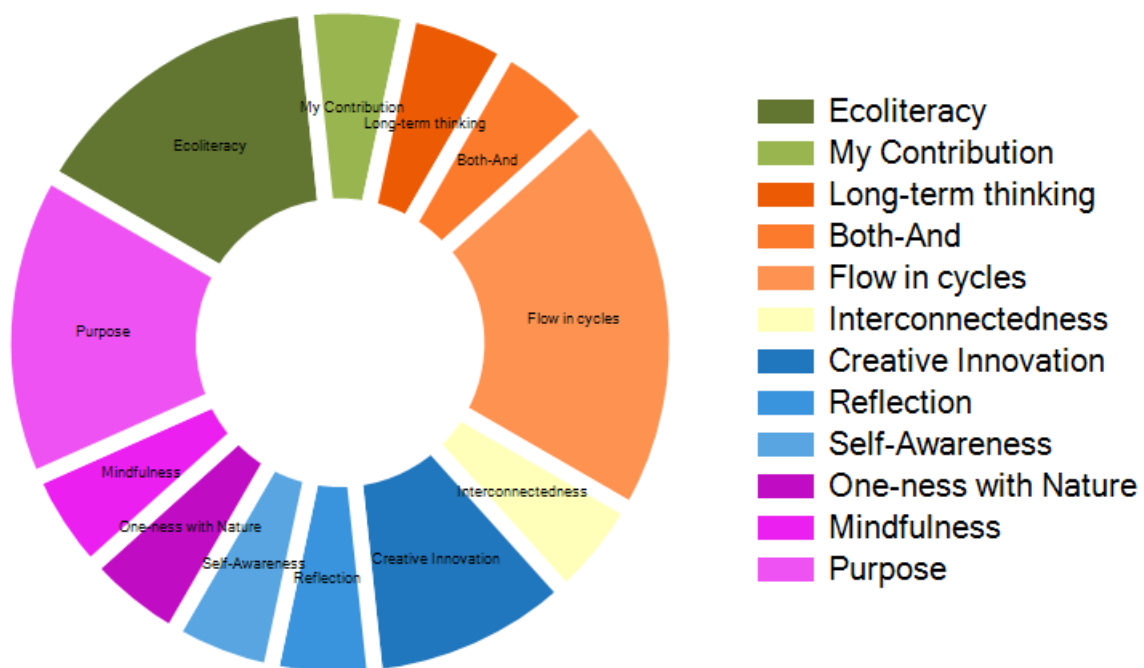 My Contribution
Long-term thinking
Ecoliteracy
Both-And
Flow in cycles
Purpose
Mindfulness
Interconnectedness
One-ness with Nature
Self-Awareness
Reflection
Creative Innovation
Ecoliteracy
My Contribution
Long-term thinking
Both-And
Flow in cycles
Interconnectedness
Creative Innovation
Reflection
Self-Awareness
One-ness with Nature
Mindfulness
Purpose